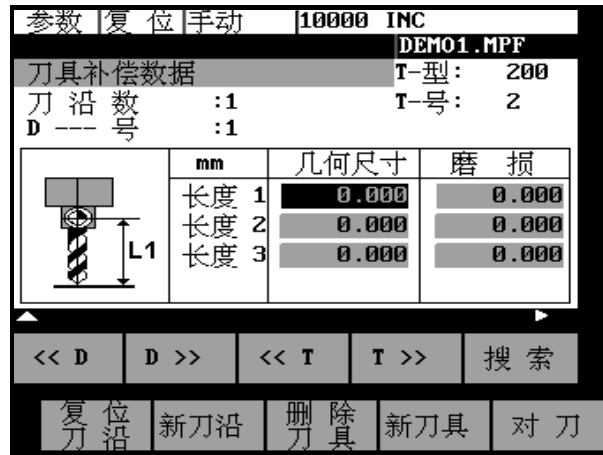 参数 复 位 手动 10000 INC
DEMO1.MPF
刀具补偿数据 T-型: 200
刀 沿 数 :1 T-号: 2
D --- 号 :1
mm 几何尺寸 磨 损
长度 1 0.000 0.000
长度 2 0.000 0.000
长度 3 0.000 0.000
L1
<< D D >> << T T >> 搜 索
复 位 刀 沿 新刀沿 删 除 刀 具 新刀具 对 刀